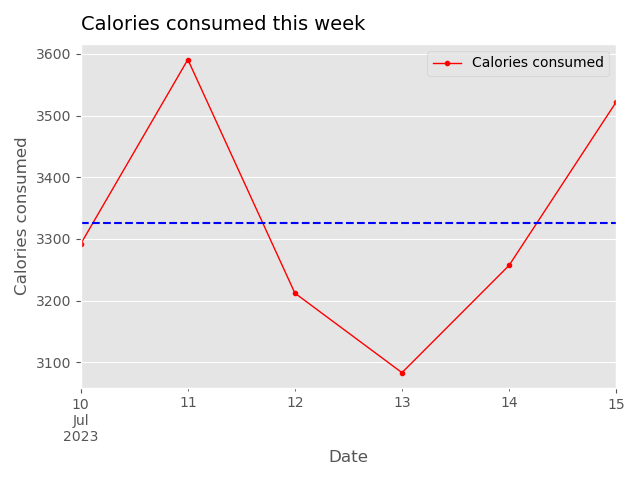 Calories consumed this week
Calories consumed
3600
3500
3400
3300
3200
3100
Calories consumed
10
Jul
2023
11
12
13
14
15
Date